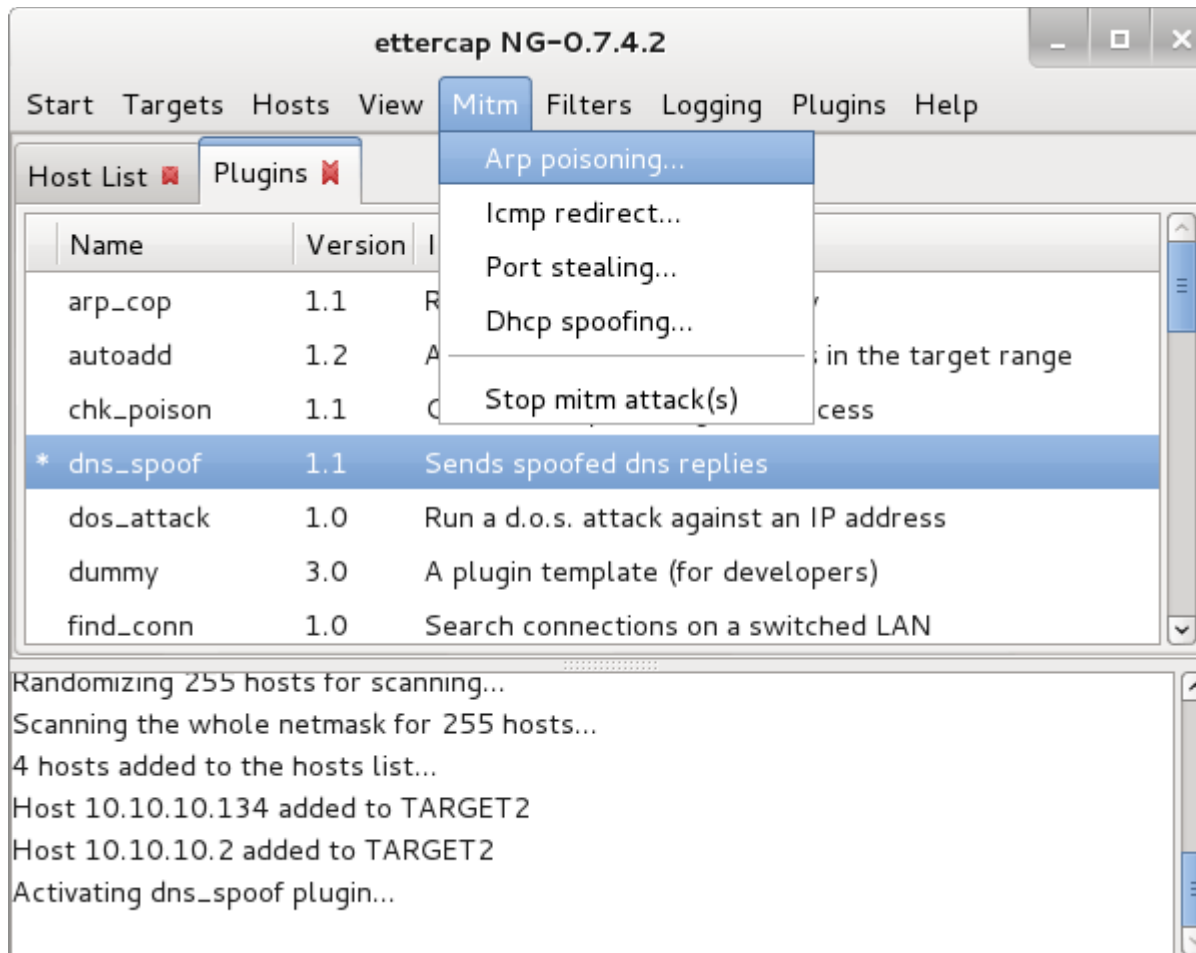 ettercap NG-0.7.4.2
Start Targets Hosts View Mitm Filters Logging Plugins Help
Arp poisoning...
Icmp redirect...
Port stealing...
Dhcp spoofing...
Stop mitm attack(s)
Host List Plugins
Name Version
arp_cop 1.1
autoadd 1.2 in the target range
chk_poison 1.1
* dns_spoof 1.1 Sends spoofed dns replies
dos_attack 1.0 Run a d.o.s. attack against an IP address
dummy 3.0 A plugin template (for developers)
find_conn 1.0 Search connections on a switched LAN
Randomizing 255 hosts for scanning...
Scanning the whole netmask for 255 hosts...
4 hosts added to the hosts list...
Host 10.10.10.134 added to TARGET2
Host 10.10.10.2 added to TARGET2
Activating dns_spoof plugin...